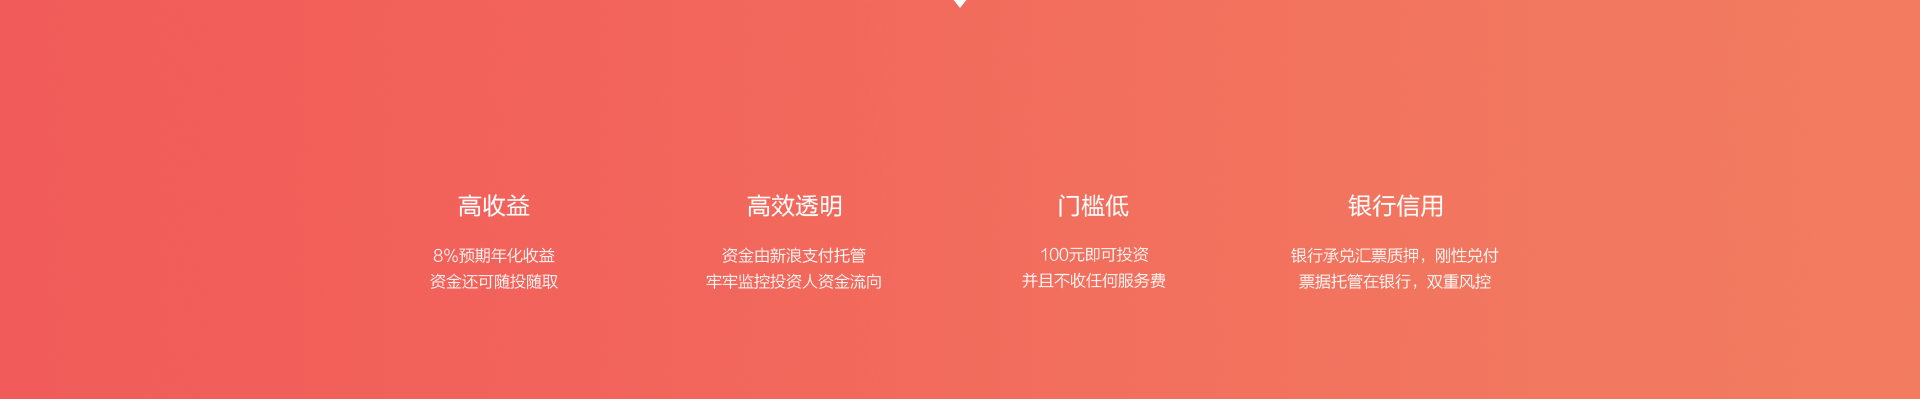 高收益
8%预期年化收益
资金还可随投随取
高效透明
资金由新浪支付托管
牢牢监控投资人资金流向
门槛低
100元即可投资
并且不收任何服务费
银行信用
银行承兑汇票质押，刚性兑付
票据托管在银行，双重风控